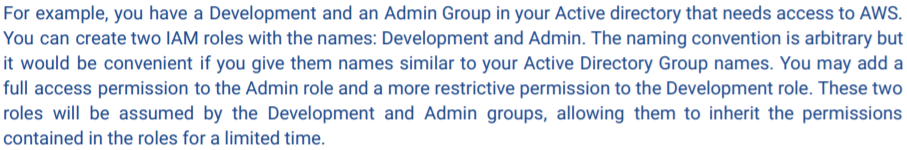 For example, you have a Development and an Admin Group in your Active directory that needs access to AWS.
You can create two IAM roles with the names: Development and Admin. The naming convention is arbitrary but
it would be convenient if you give them names similar to your Active Directory Group names. You may add a
full access permission to the Admin role and a more restrictive permission to the Development role. These two
roles will be assumed by the Development and Admin groups, allowing them to inherit the permissions
contained in the roles for a limited time.